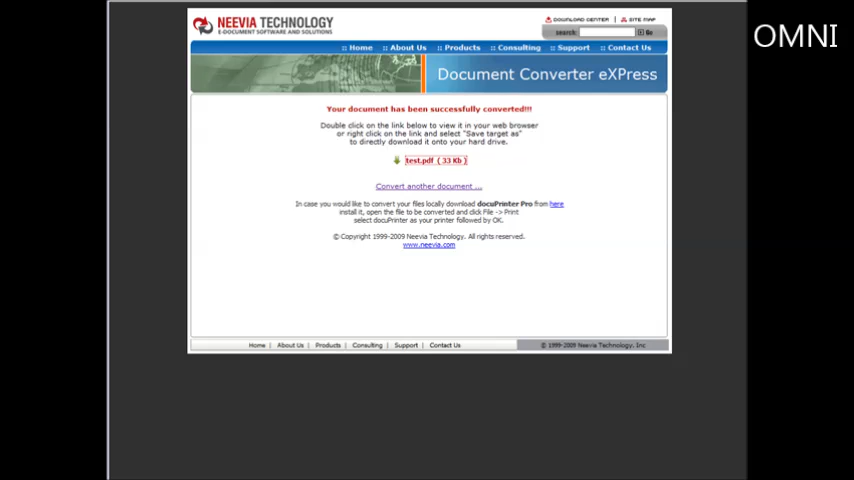 OMNI
NEEVIA TECHNOLOGY
E-DOCUMENT SOFTWARE AND SOLUTIONS
DOWNLOAD CENTER | SITE MAP
search: Go
:: Home :: About Us :: Products :: Consulting :: Support :: Contact Us
Document Converter eXPress
Your document has been successfully converted!!!
Double click on the link below to view it in your web browser
or right click on the link and select "Save target as"
to directly download it onto your hard drive.
test.pdf ( 33 Kb )
Convert another document ...
In case you would like to convert your files locally download docuPrinter Pro from here
install it, open the file to be converted and click File -> Print
select docuPrinter as your printer followed by OK.
© Copyright 1999-2009 Neevia Technology. All rights reserved.
www.neevia.com
Home | About Us | Products | Consulting | Support | Contact Us
© 1999-2009 Neevia Technology, Inc